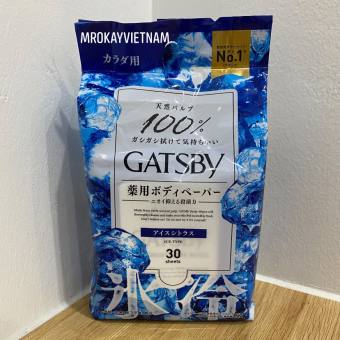 MROKAYVIETNAM
カラダ用
No.1
天然パルプ
100%
ガシガシ拭けて気持ちいい
GATSBY
薬用ボディペーパー
ニオイ抑える殺菌力
アイスシトラス
ICE TYPE
30
sheets
氷冷